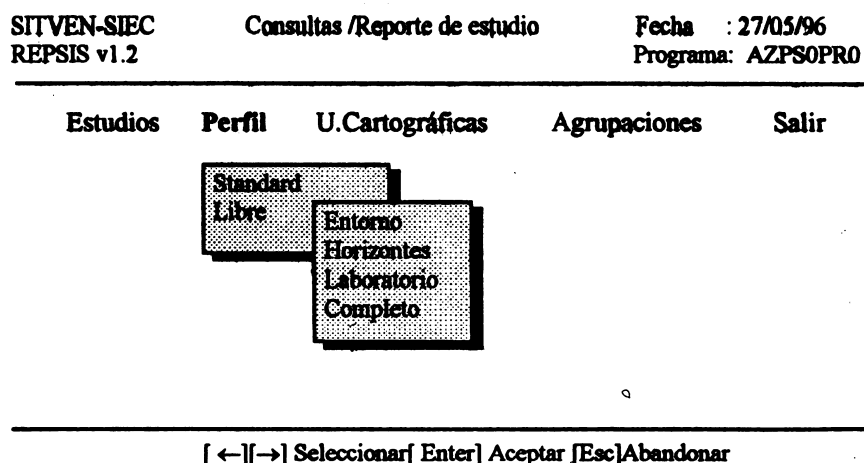 SITVEN-SIEC Consultas /Reporte de estudio Fecha : 27/05/96
REPSIS v1.2 Programa: AZPS0PR0
Estudios Perfil U.Cartográficas Agrupaciones Salir
Standard
Libre
Entorno
Horizontes
Laboratorio
Completo
[ ←][→] Seleccionar[ Enter] Aceptar [Esc]Abandonar